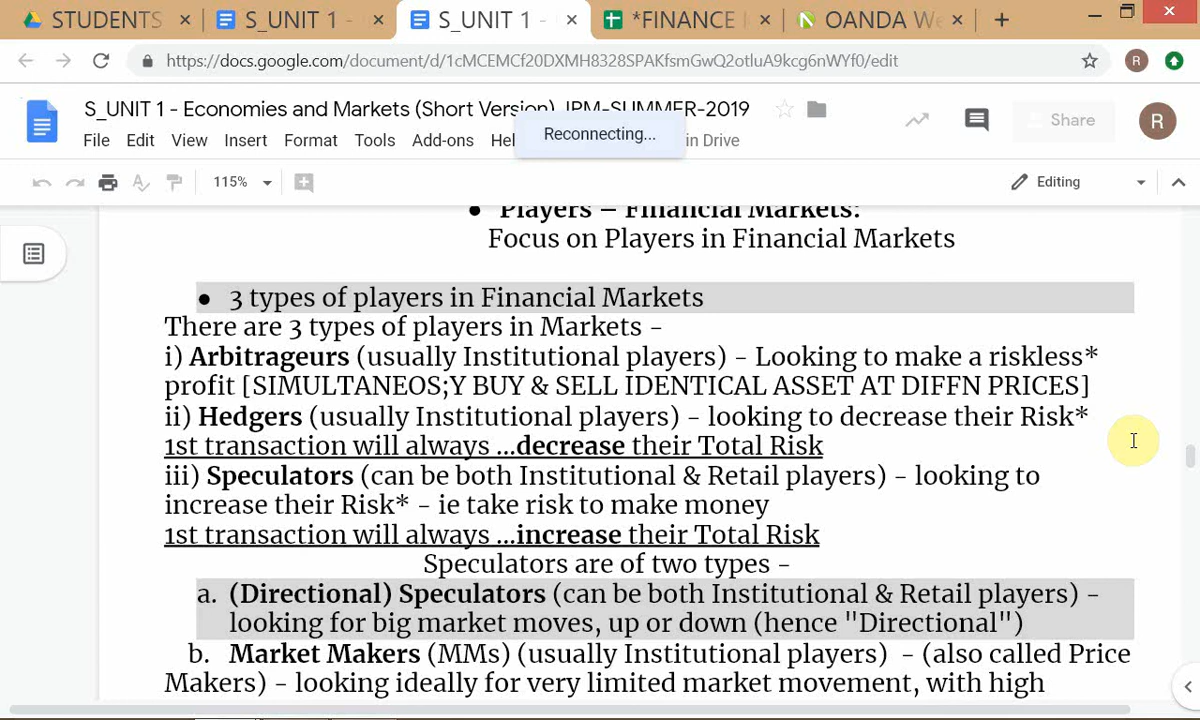 STUDENTS
S_UNIT 1 -
S_UNIT 1 -
*FINANCE
OANDA We
https://docs.google.com/document/d/1cMCEMCf20DXMH8328SPAKfsmGwQ2otluA9kcg6nWYf0/edit
R
S_UNIT 1 - Economies and Markets (Short Version) JPM-SUMMER-2019
Share
R
File Edit View Insert Format Tools Add-ons Hel
Reconnecting...
in Drive
115%
Editing
• Players – Financial Markets:
Focus on Players in Financial Markets
• 3 types of players in Financial Markets
There are 3 types of players in Markets -
i) Arbitrageurs (usually Institutional players) - Looking to make a riskless*
profit [SIMULTANEOS;Y BUY & SELL IDENTICAL ASSET AT DIFFN PRICES]
ii) Hedgers (usually Institutional players) - looking to decrease their Risk*
1st transaction will always ...decrease their Total Risk
iii) Speculators (can be both Institutional & Retail players) - looking to
increase their Risk* - ie take risk to make money
1st transaction will always ...increase their Total Risk
Speculators are of two types -
a. (Directional) Speculators (can be both Institutional & Retail players) -
looking for big market moves, up or down (hence "Directional")
b. Market Makers (MMs) (usually Institutional players) - (also called Price
Makers) - looking ideally for very limited market movement, with high